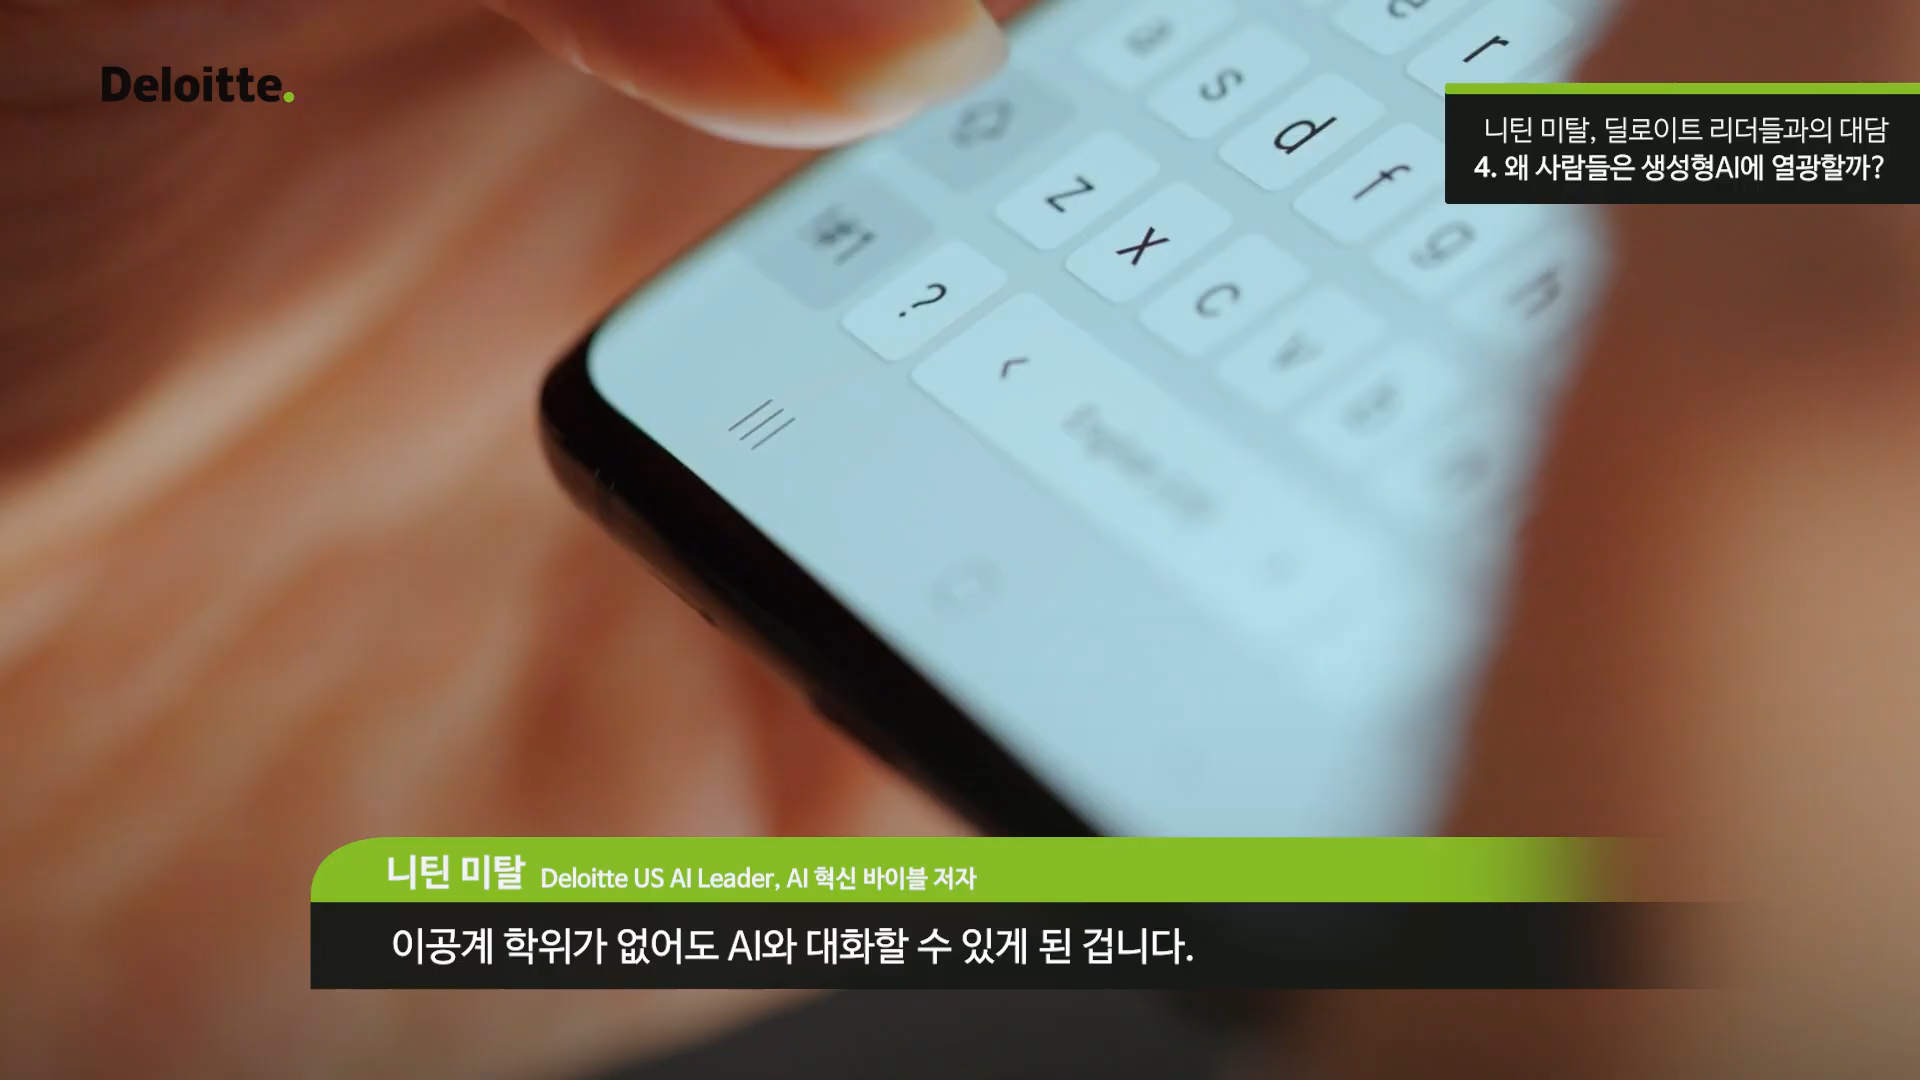 Deloitte.
니틴 미탈, 딜로이트 리더들과의 대담
4. 왜 사람들은 생성형AI에 열광할까?
r
a s d f g h
z x c v b
#1 ? <
니틴 미탈 Deloitte US AI Leader, AI 혁신 바이블 저자
이공계 학위가 없어도 AI와 대화할 수 있게 된 겁니다.